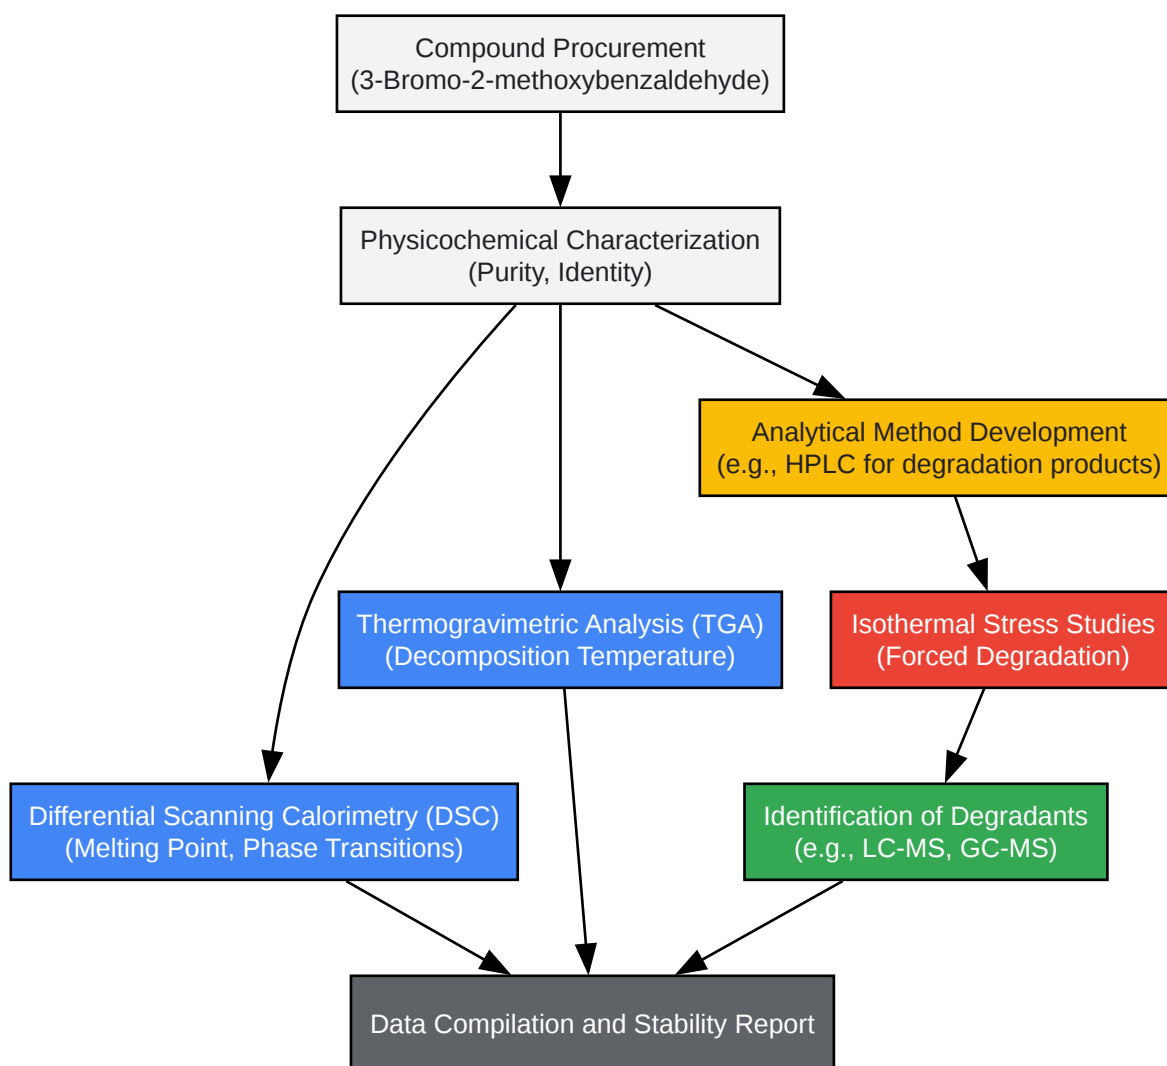 Compound Procurement
(3-Bromo-2-methoxybenzaldehyde)
Physicochemical Characterization
(Purity, Identity)
Analytical Method Development
(e.g., HPLC for degradation products)
Thermogravimetric Analysis (TGA)
(Decomposition Temperature)
Isothermal Stress Studies
(Forced Degradation)
Differential Scanning Calorimetry (DSC)
(Melting Point, Phase Transitions)
Identification of Degradants
(e.g., LC-MS, GC-MS)
Data Compilation and Stability Report